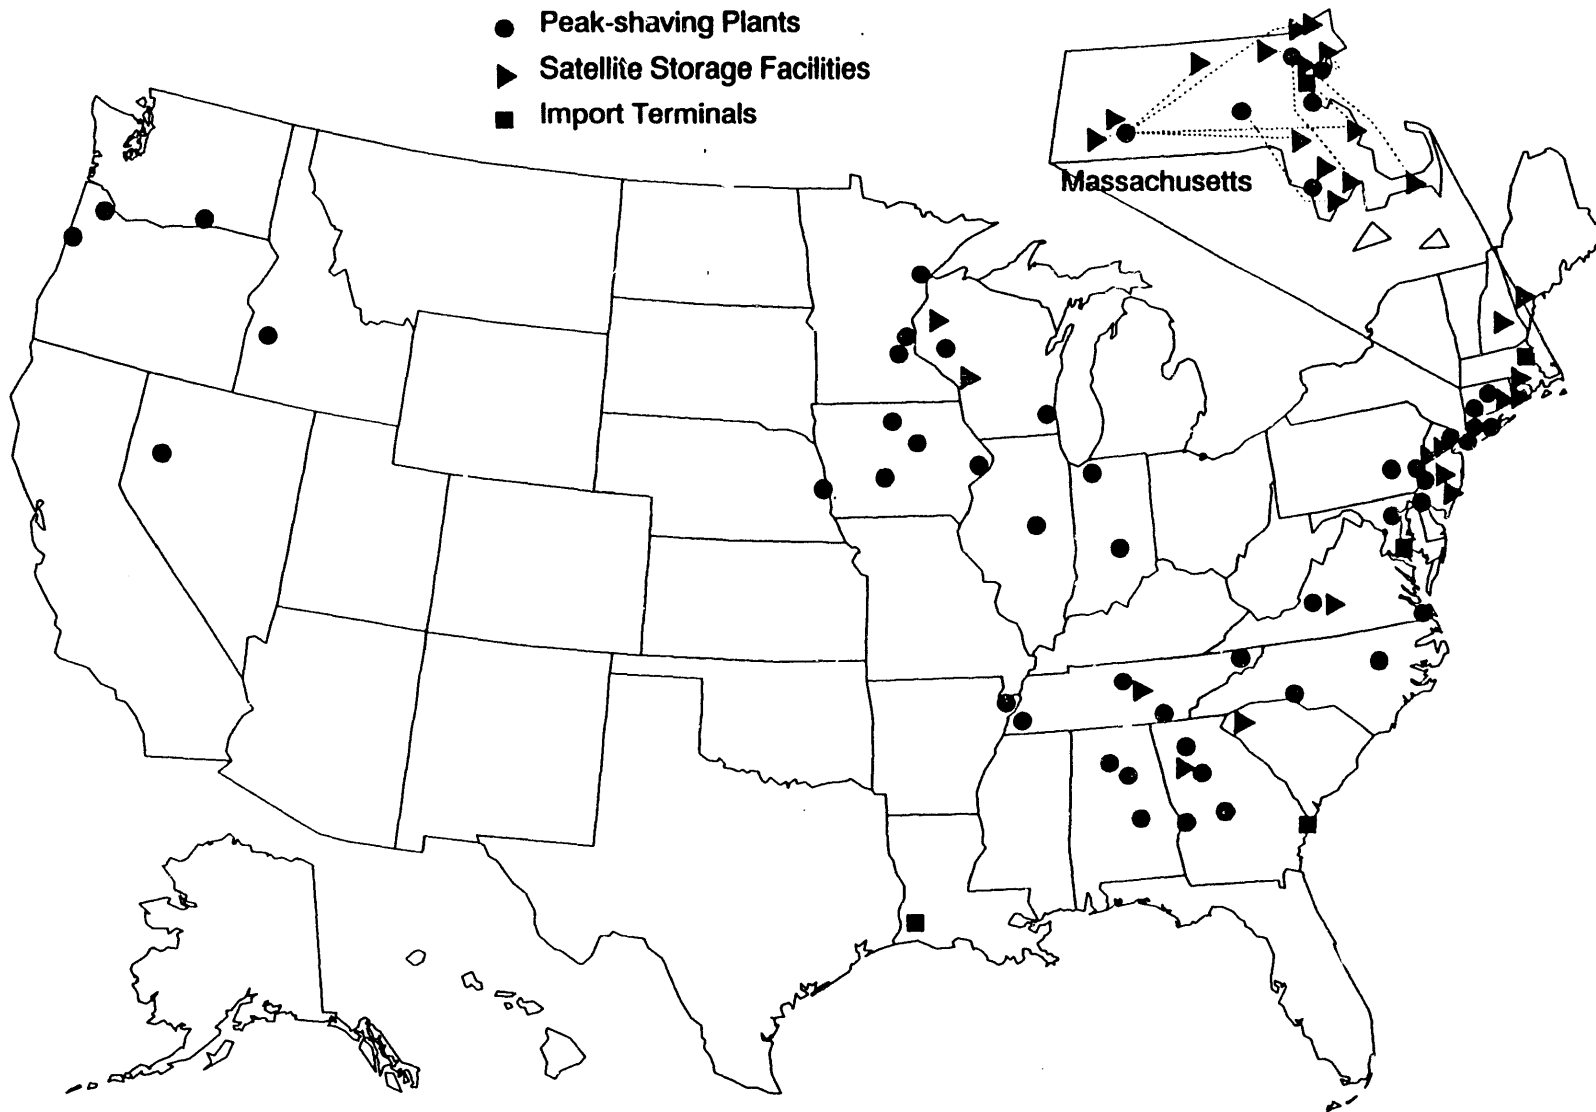 Peak-shaving Plants
Satellite Storage Facilities
Import Terminals
Massachusetts